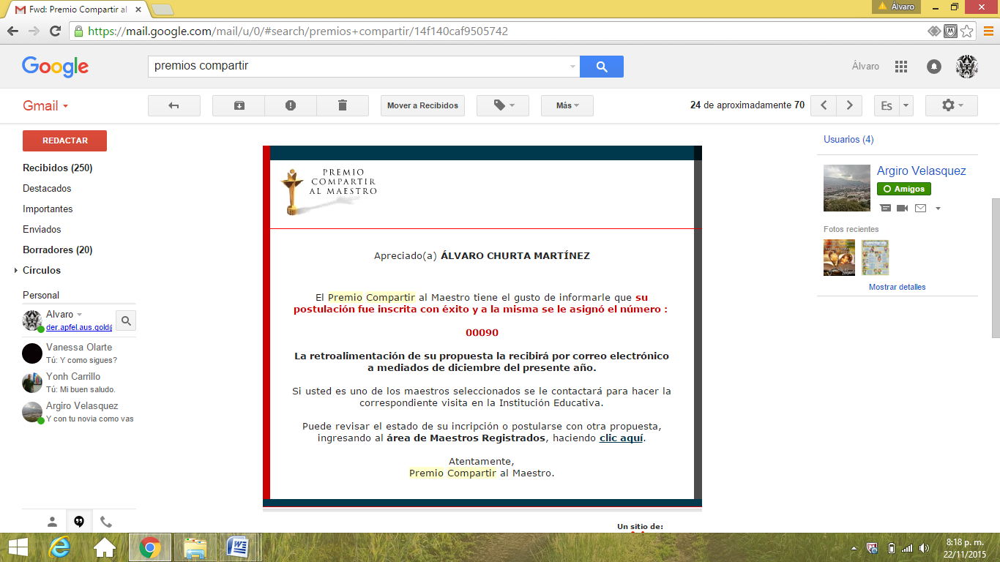 Fwd: Premio Compartir al
Álvaro
https://mail.google.com/mail/u/0/#search/premios+compartir/14f140caf9505742
Google
premios compartir
Álvaro
Gmail
Mover a Recibidos
Más
24 de aproximadamente 70
Es
REDACTAR
Recibidos (250)
Destacados
Importantes
Enviados
Borradores (20)
Círculos
Personal
Alvaro
der.apfel.aus.gold@
Vanessa Olarte
Tú: Y como sigues?
Yonh Carrillo
Tú: Mi buen saludo.
Argiro Velasquez
Y con tu novia como vas
PREMIO
COMPARTIR
AL MAESTRO
Apreciado(a) ÁLVARO CHURTA MARTÍNEZ
El Premio Compartir al Maestro tiene el gusto de informarle que su
postulación fue inscrita con éxito y a la misma se le asignó el número :
00090
La retroalimentación de su propuesta la recibirá por correo electrónico
a mediados de diciembre del presente año.
Si usted es uno de los maestros seleccionados se le contactará para hacer la
correspondiente visita en la Institución Educativa.
Puede revisar el estado de su incripción o postularse con otra propuesta,
ingresando al área de Maestros Registrados, haciendo clic aquí.
Atentamente,
Premio Compartir al Maestro.
Un sitio de:
Usuarios (4)
Argiro Velasquez
Amigos
Fotos recientes
Mostrar detalles
8:18 p. m.
22/11/2015